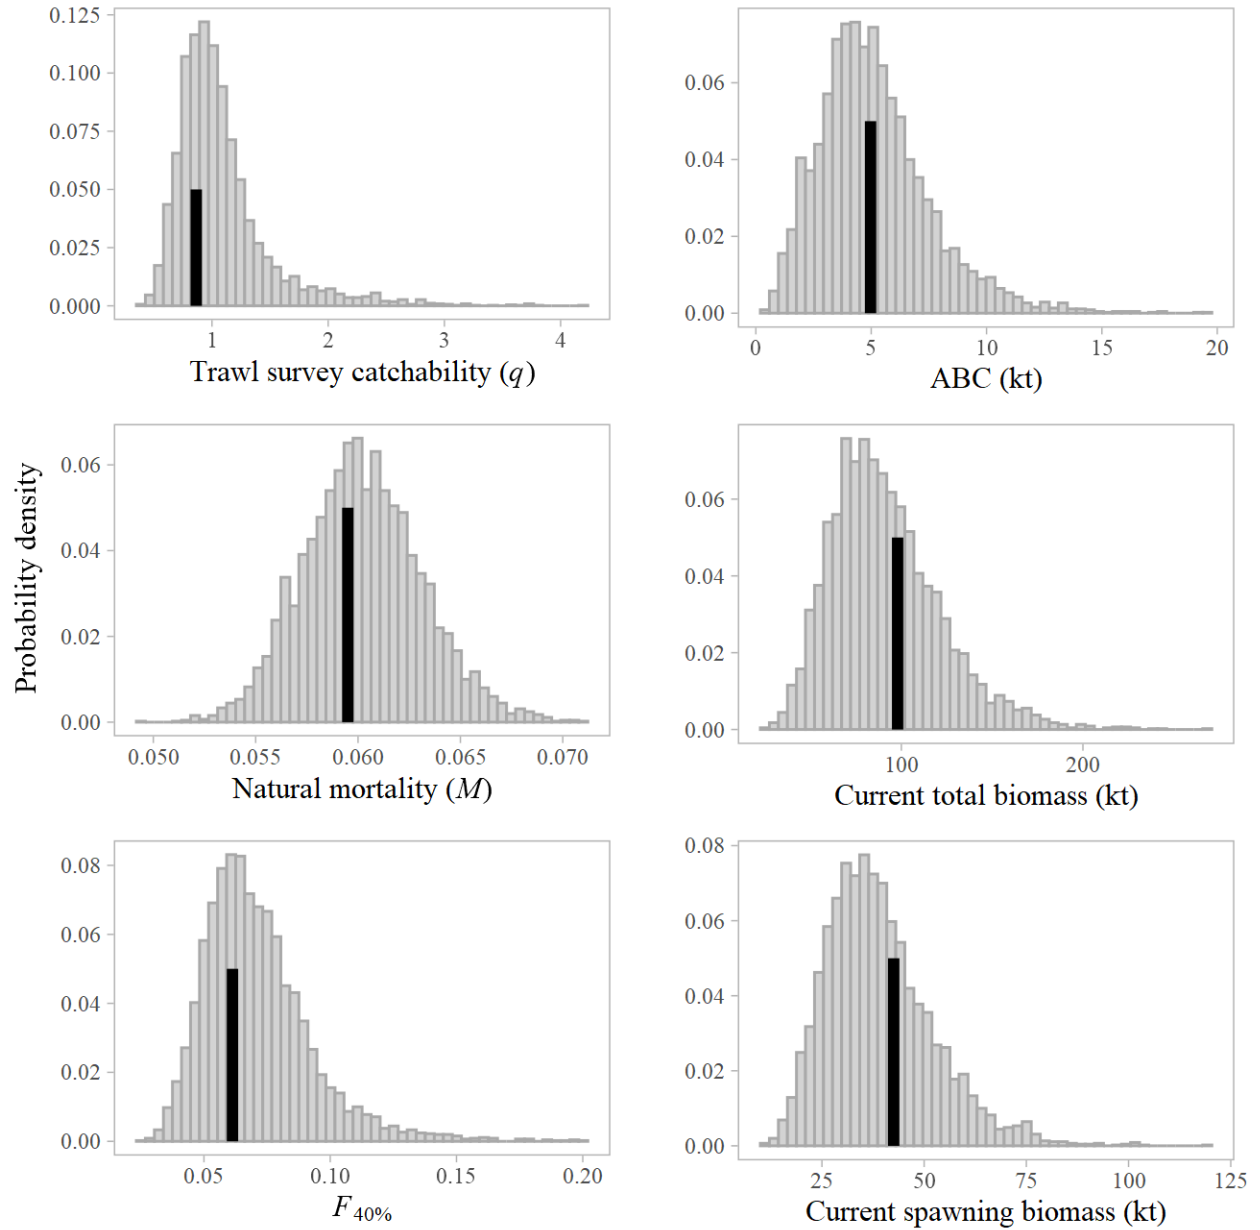 Probability density
0.125
0.100
0.075
0.050
0.025
0.000
1 2 3 4
Trawl survey catchability (q)
0.06
0.04
0.02
0.00
0 5 10 15 20
ABC (kt)
0.06
0.04
0.02
0.00
0.050 0.055 0.060 0.065 0.070
Natural mortality (M)
0.06
0.04
0.02
0.00
100 200
Current total biomass (kt)
0.08
0.06
0.04
0.02
0.00
0.05 0.10 0.15 0.20
F40%
0.08
0.06
0.04
0.02
0.00
25 50 75 100 125
Current spawning biomass (kt)